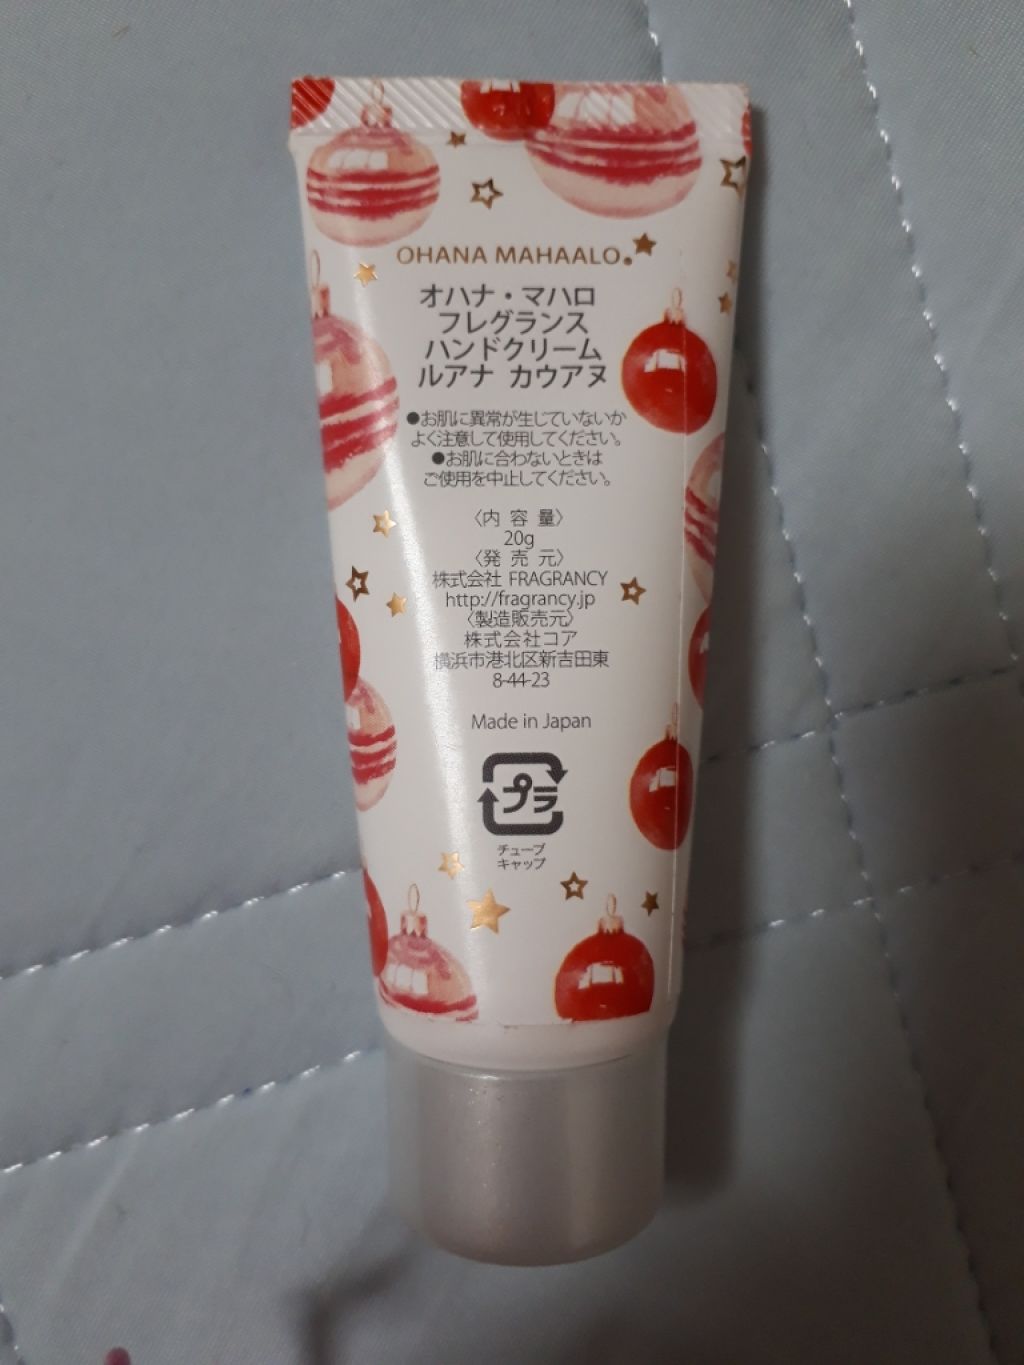 OHANA MAHAALO®
オハナ・マハロ
フレグランス
ハンドクリーム
ルアナ カウアヌ
●お肌に異常が生じていないか
よく注意して使用してください。
●お肌に合わないときは
ご使用を中止してください。
〈内 容 量〉
20g
〈発 売 元〉
株式会社 FRAGRANCY
http://fragrancy.jp
〈製造販売元〉
株式会社コア
横浜市港北区新吉田東
8-44-23
Made in Japan
プラ
チューブ
キャップ